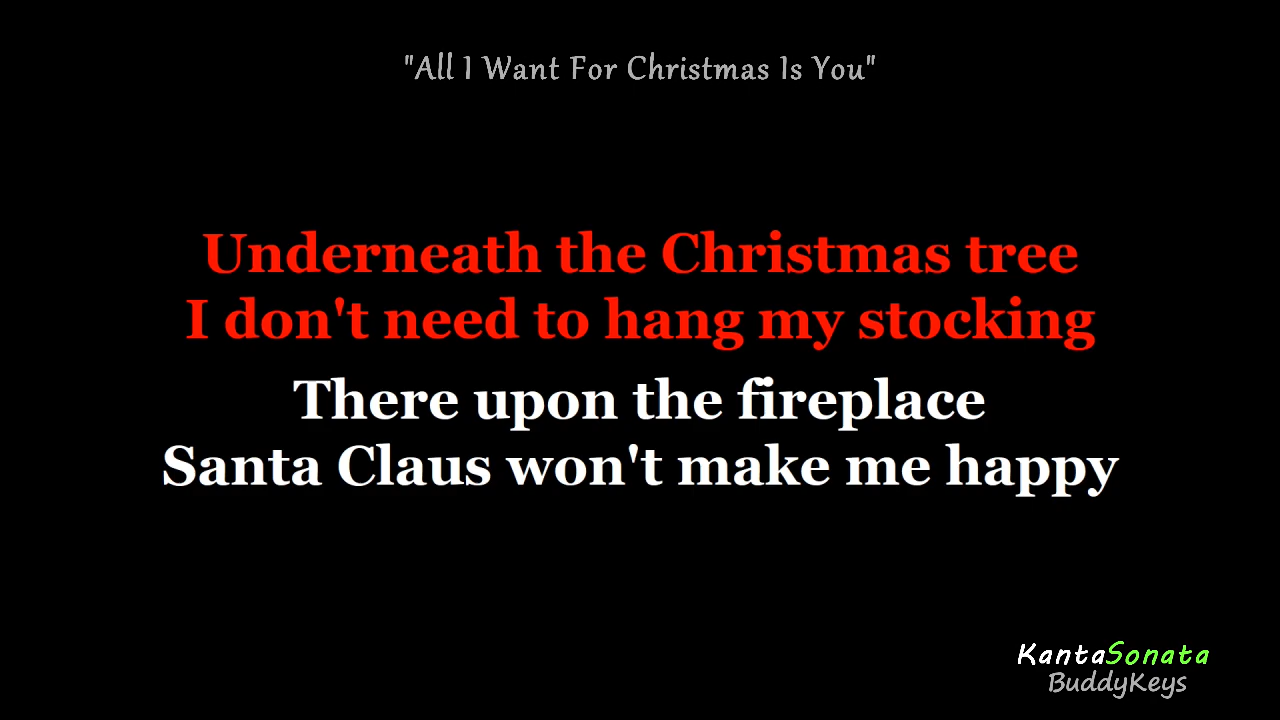 "All I Want For Christmas Is You"
Underneath the Christmas tree
I don't need to hang my stocking
There upon the fireplace
Santa Claus won't make me happy
KantaSonata
BuddyKeys